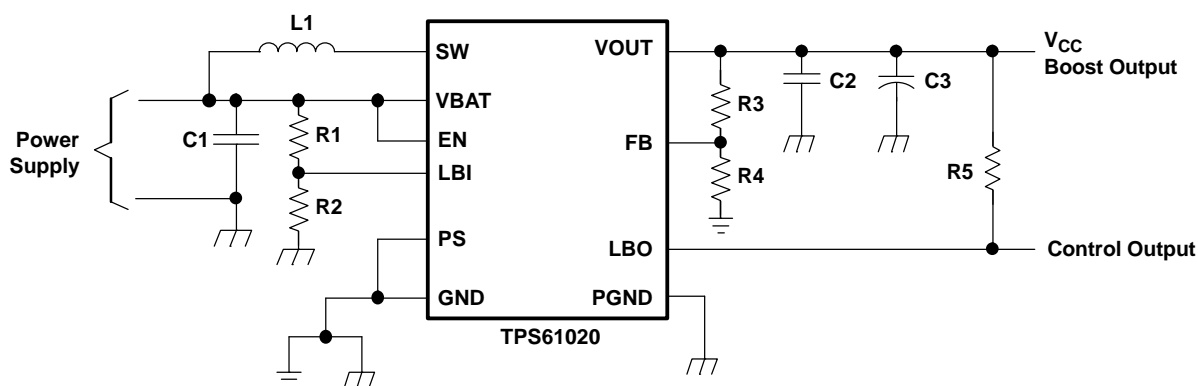 L1
SW
VOUT
V_CC
Boost Output
C2
C3
R3
VBAT
Power
Supply
C1
R1
EN
FB
LBI
R4
R5
R2
PS
LBO
Control Output
GND
PGND
TPS61020